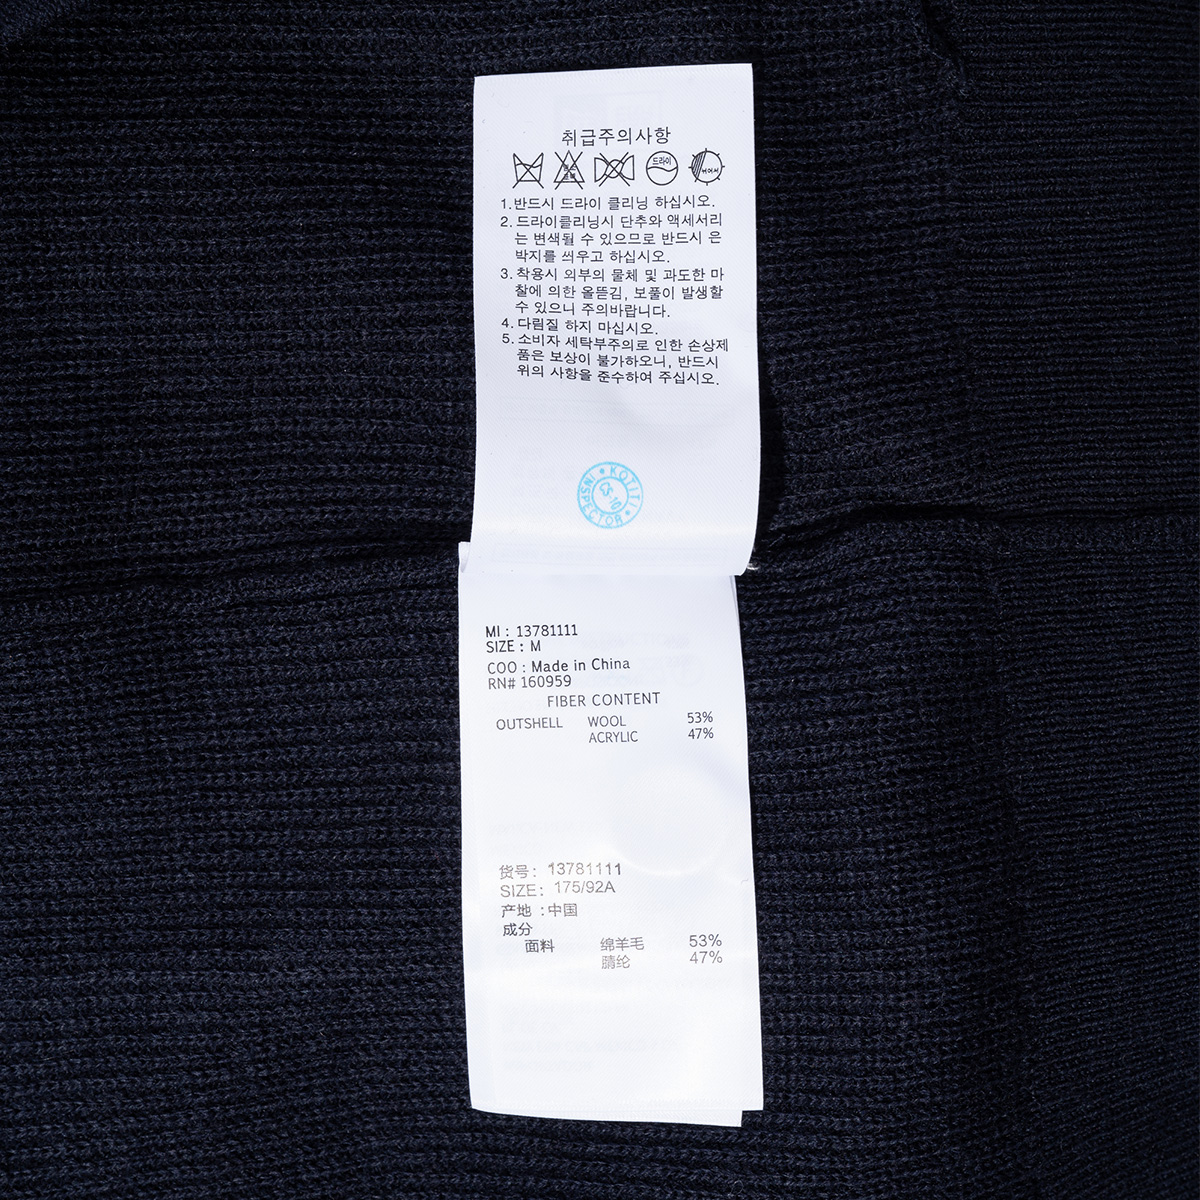 취급주의사항
드라이
뉘어서
1. 반드시 드라이 클리닝 하십시오.
2. 드라이클리닝시 단추와 액세서리
는 변색될 수 있으므로 반드시 은
박지를 씌우고 하십시오.
3. 착용시 외부의 물체 및 과도한 마
찰에 의한 올뜯김, 보풀이 발생할
수 있으니 주의바랍니다.
4. 다림질 하지 마십시오.
5. 소비자 세탁부주의로 인한 손상제
품은 보상이 불가하오니, 반드시
위의 사항을 준수하여 주십시오.
KOTITI
INSPECTOR
MI : 13781111
SIZE : M
COO : Made in China
RN# 160959
FIBER CONTENT
OUTSHELL WOOL 53%
ACRYLIC 47%
货号: 13781111
SIZE: 175/92A
产地 :中国
成分
面料 绵羊毛 53%
腈纶 47%